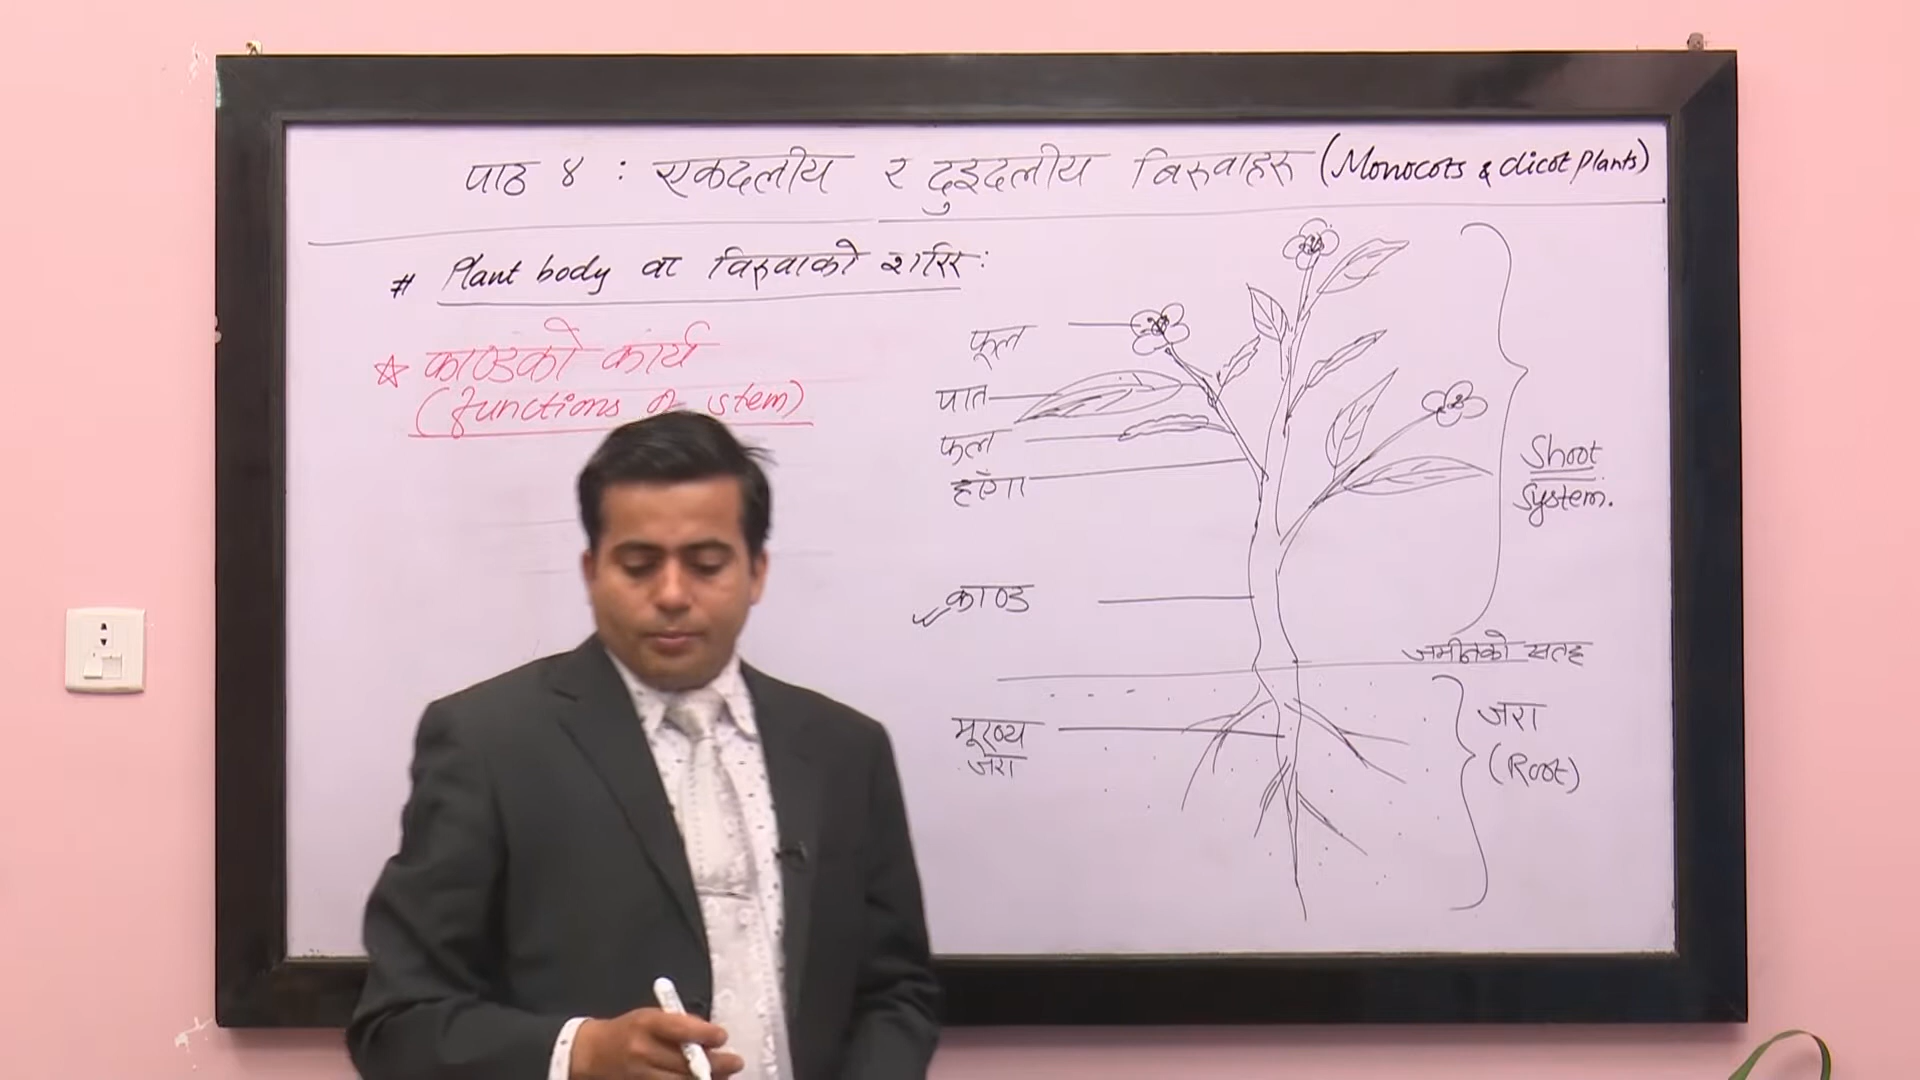 पाठ ४ : एकदलीय र दुइदलीय बिरुवाहरु (Monocots & dicot plants)
# Plant body वा विरुवाको शरिर :
☆ काण्डको कार्य
(functions of stem)
फूल
पात
फल
हाँगा
काण्ड
मूख्य
जरा
Shoot
System.
जमीनको सतह
जरा
(Root)